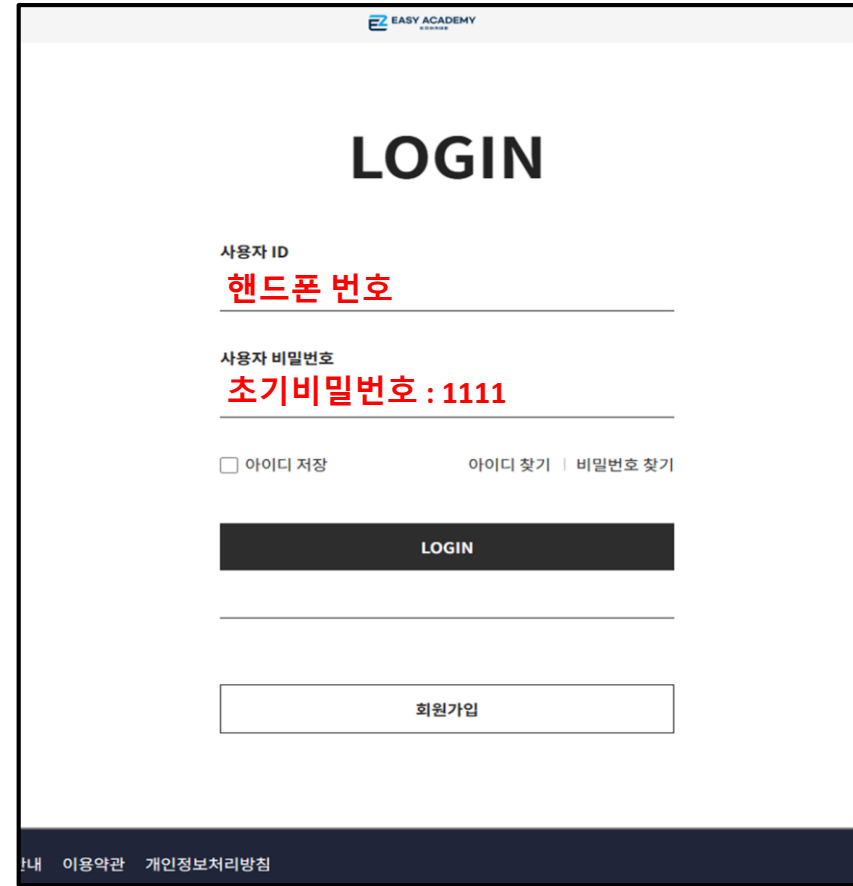 EASY ACADEMY
LOGIN
사용자 ID
핸드폰 번호
사용자 비밀번호
초기비밀번호 : 1111
아이디 저장 아이디 찾기 | 비밀번호 찾기
LOGIN
회원가입
이용약관 개인정보처리방침